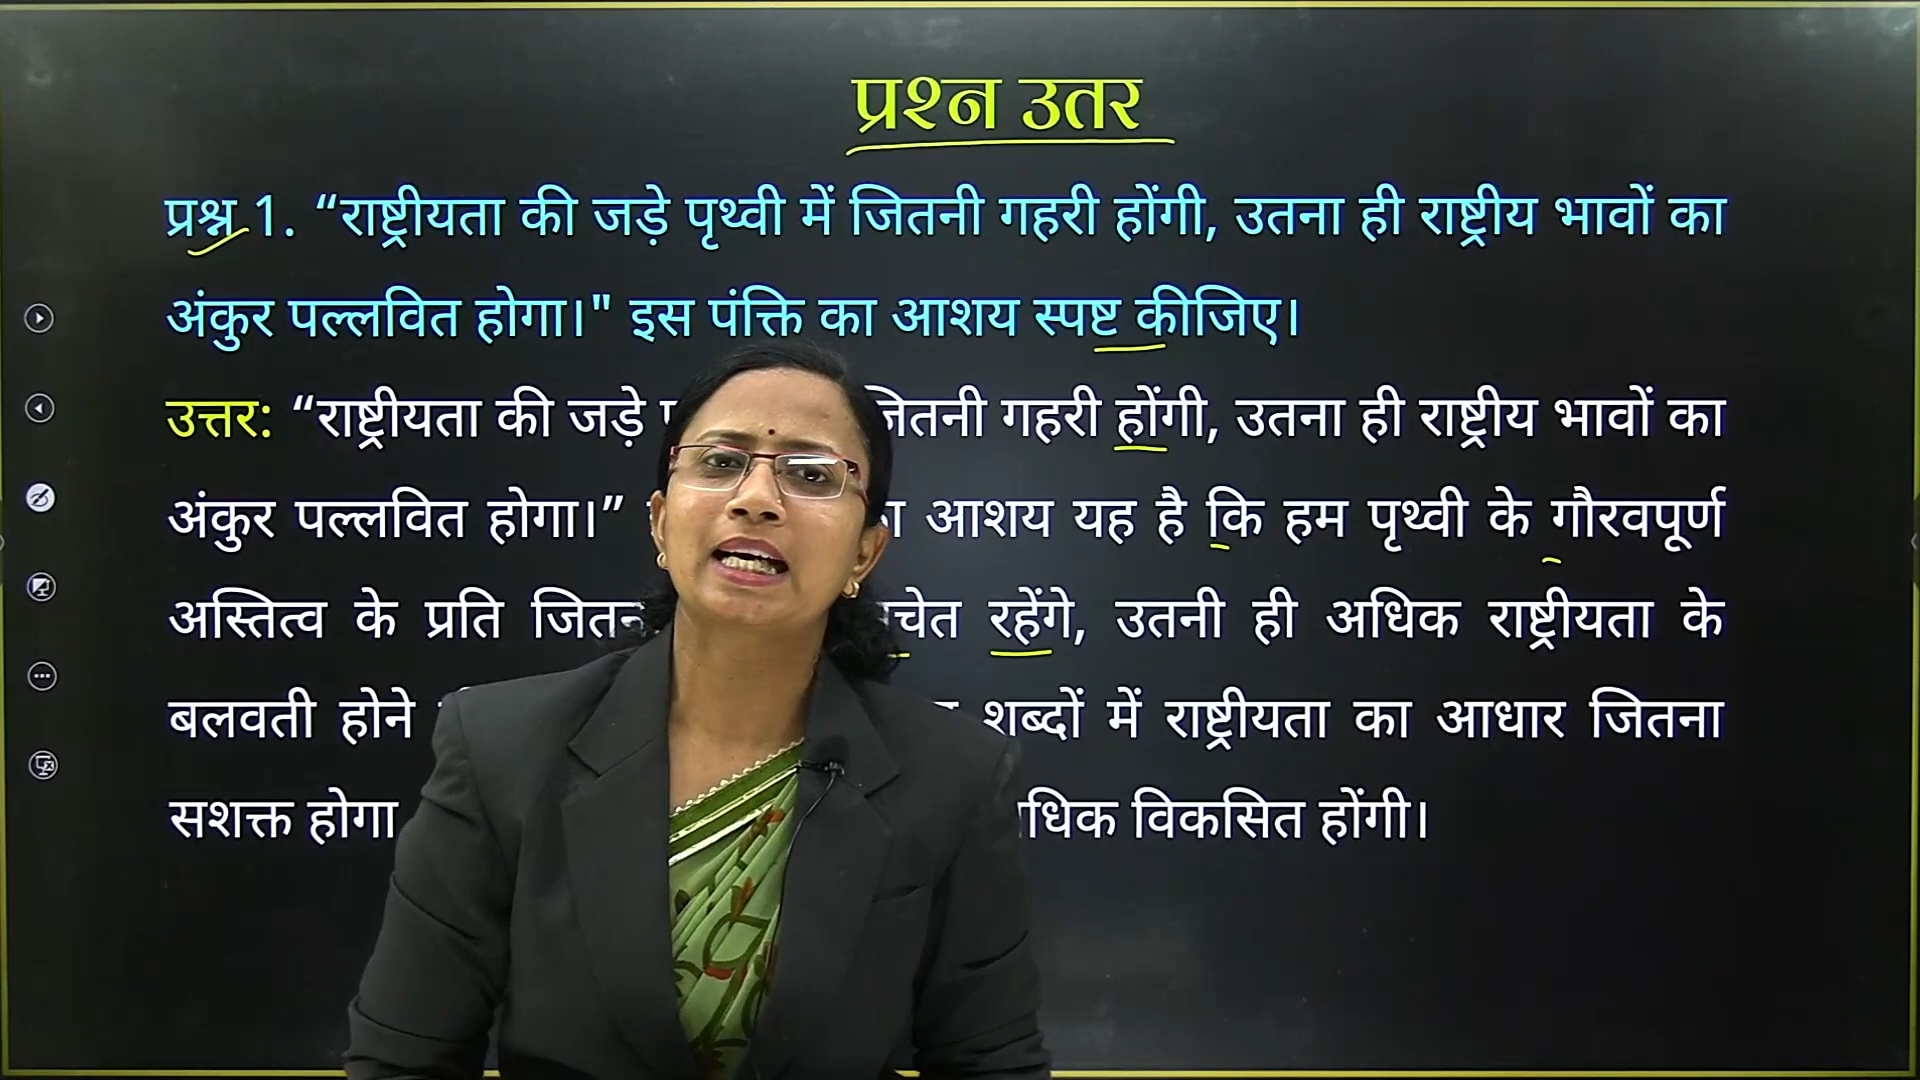 प्रश्न उतर
प्रश्न 1. “राष्ट्रीयता की जड़े पृथ्वी में जितनी गहरी होंगी, उतना ही राष्ट्रीय भावों का
अंकुर पल्लवित होगा।" इस पंक्ति का आशय स्पष्ट कीजिए।
उत्तर: “राष्ट्रीयता की जड़े जितनी गहरी होंगी, उतना ही राष्ट्रीय भावों का
अंकुर पल्लवित होगा।” आशय यह है कि हम पृथ्वी के गौरवपूर्ण
अस्तित्व के प्रति रहेंगे, उतनी ही अधिक राष्ट्रीयता के
बलवती होने शब्दों में राष्ट्रीयता का आधार जितना
सशक्त होगा विकसित होंगी।